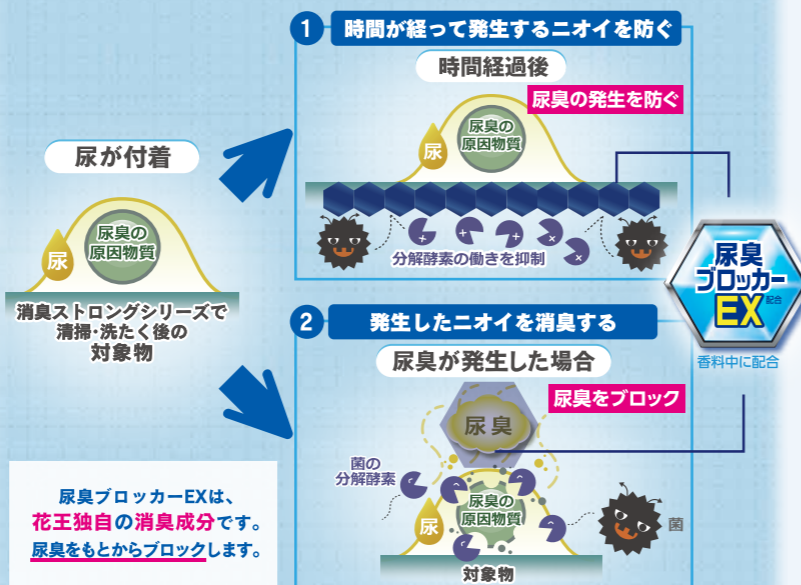 尿が付着
尿
尿臭の
原因物質
消臭ストロングシリーズで
清掃・洗たく後の
対象物
1 時間が経って発生するニオイを防ぐ
時間経過後
尿臭の発生を防ぐ
尿
尿臭の
原因物質
分解酵素の働きを抑制
尿臭
ブロッカー
EX 配合
香料中に配合
2 発生したニオイを消臭する
尿臭が発生した場合
尿臭をブロック
尿臭
菌の
分解酵素
尿
尿臭の
原因物質
菌
対象物
尿臭ブロッカーEXは、
花王独自の消臭成分です。
尿臭をもとからブロックします。